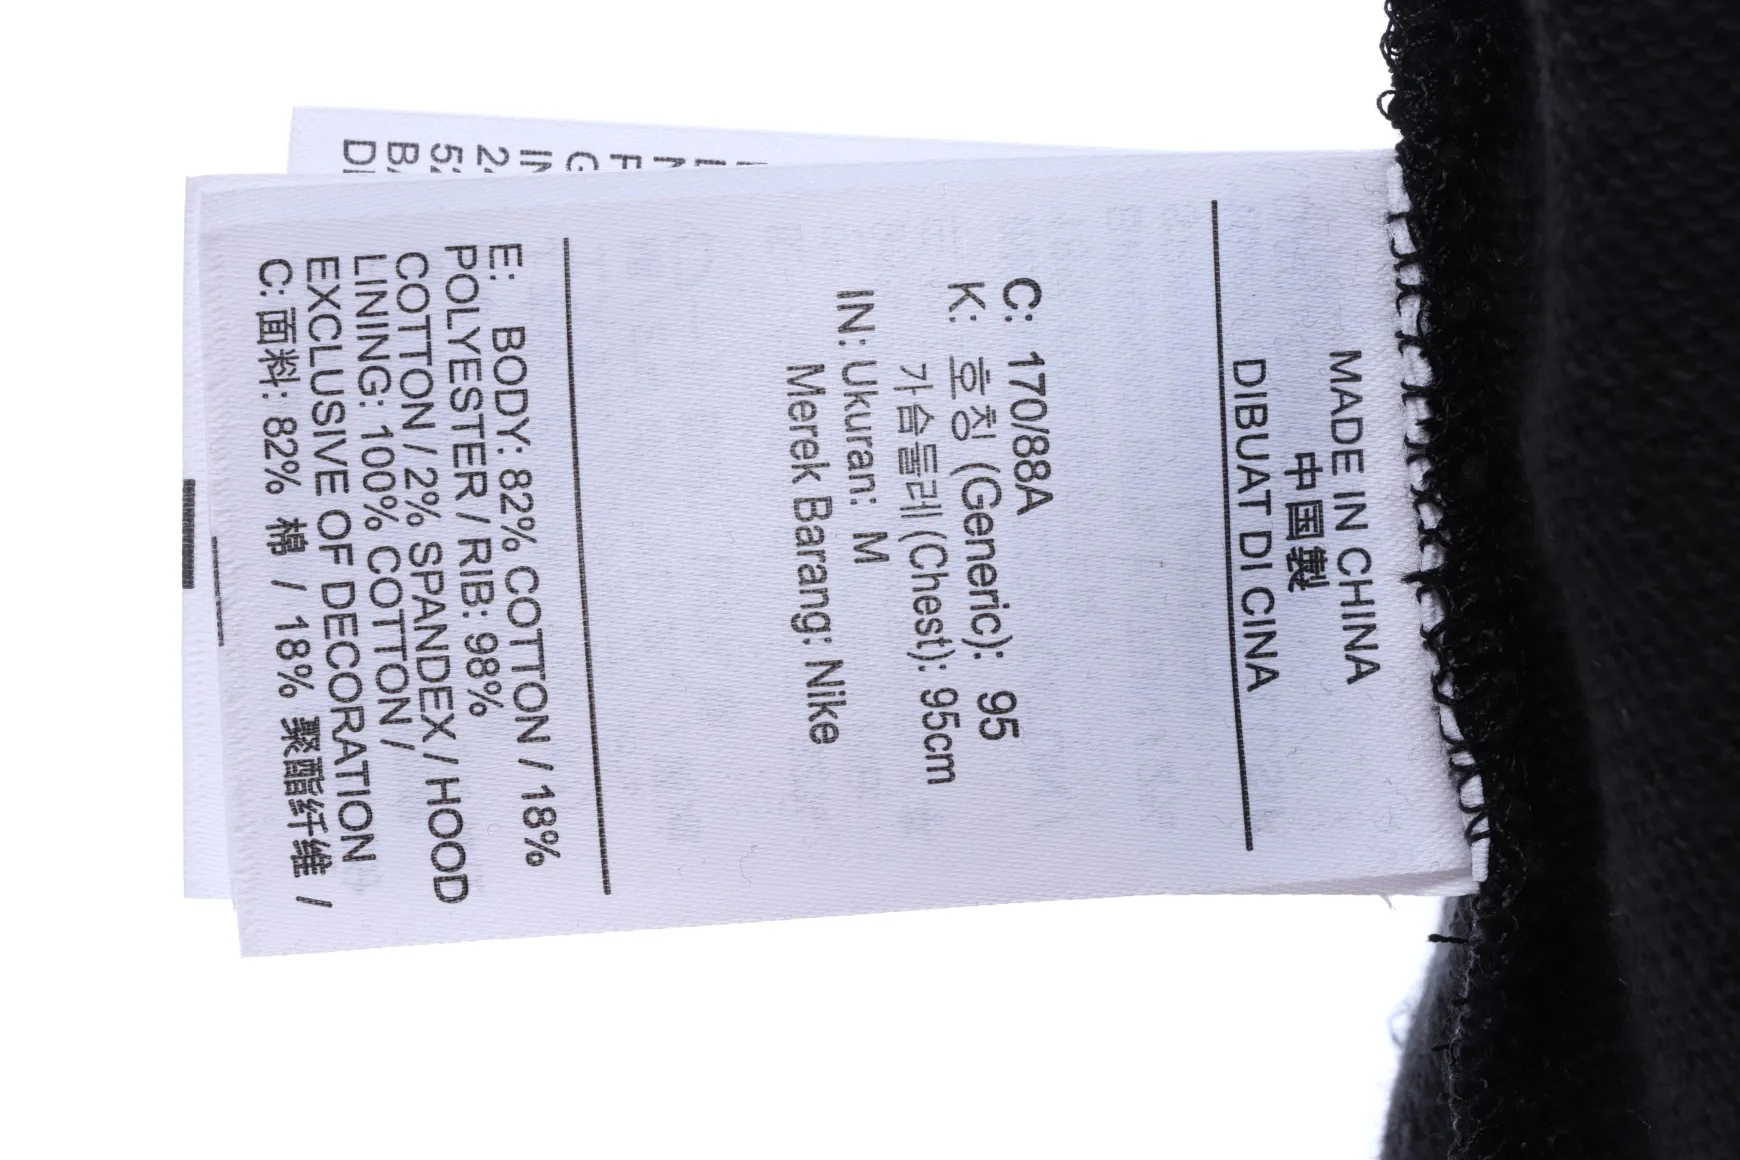 MADE IN CHINA
中国製
DIBUAT DI CINA
C: 170/88A
K: 호칭 (Generic): 95
가슴둘레 (Chest): 95cm
IN: Ukuran: M
Merek Barang: Nike
E: BODY: 82% COTTON / 18%
POLYESTER / RIB: 98%
COTTON / 2% SPANDEX / HOOD
LINING: 100% COTTON /
EXCLUSIVE OF DECORATION
C: 面料: 82% 棉 / 18% 聚酯纤维 /